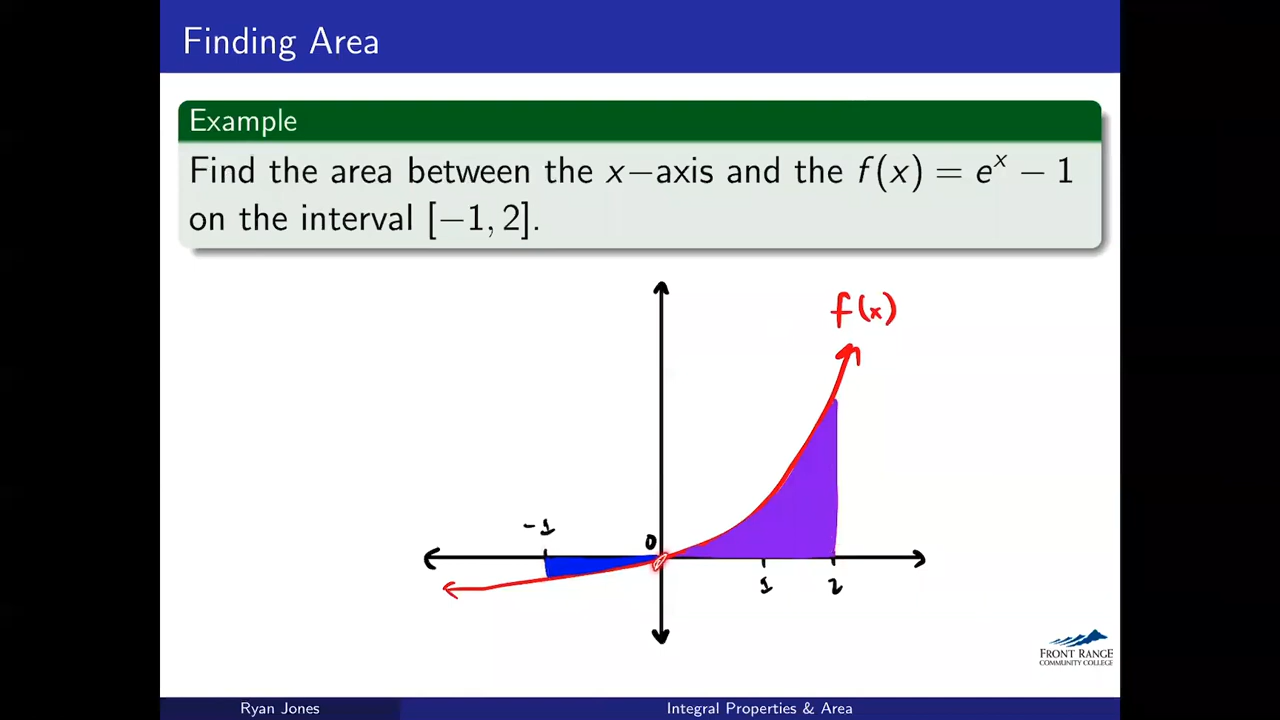 Finding Area
Example
Find the area between the x−axis and the f(x) = eˣ − 1
on the interval [−1, 2].
f(x)
-1
0
1
2
FRONT RANGE
COMMUNITY COLLEGE
Ryan Jones
Integral Properties & Area